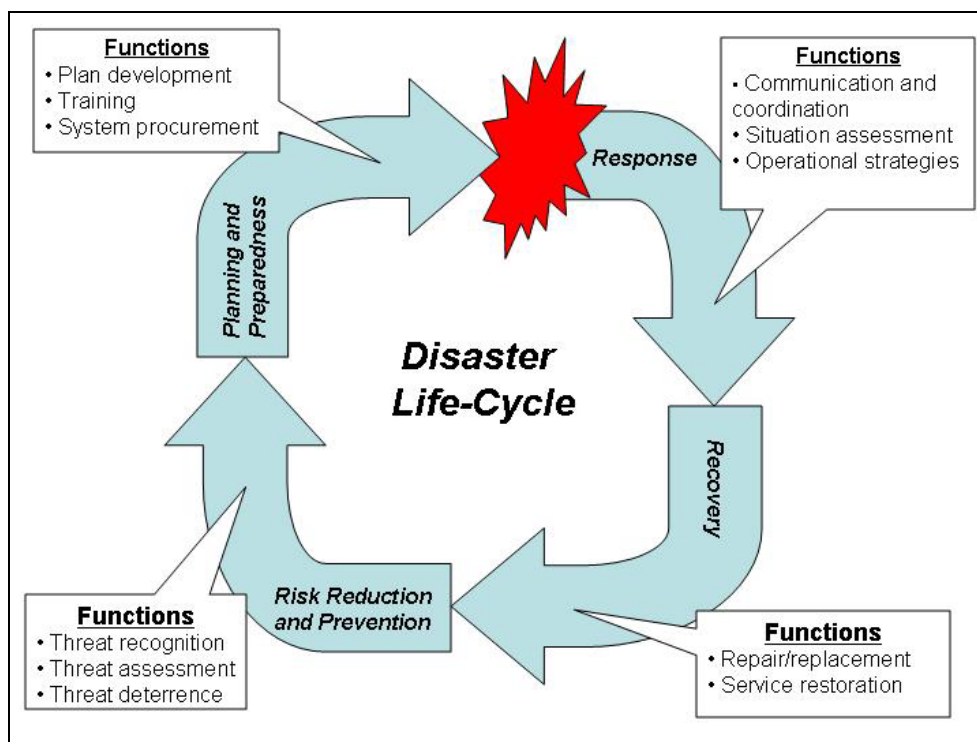 Functions
• Plan development
• Training
• System procurement
Functions
• Communication and
coordination
• Situation assessment
• Operational strategies
Response
Planning and
Preparedness
Disaster
Life-Cycle
Recovery
Risk Reduction
and Prevention
Functions
• Threat recognition
• Threat assessment
• Threat deterrence
Functions
• Repair/replacement
• Service restoration